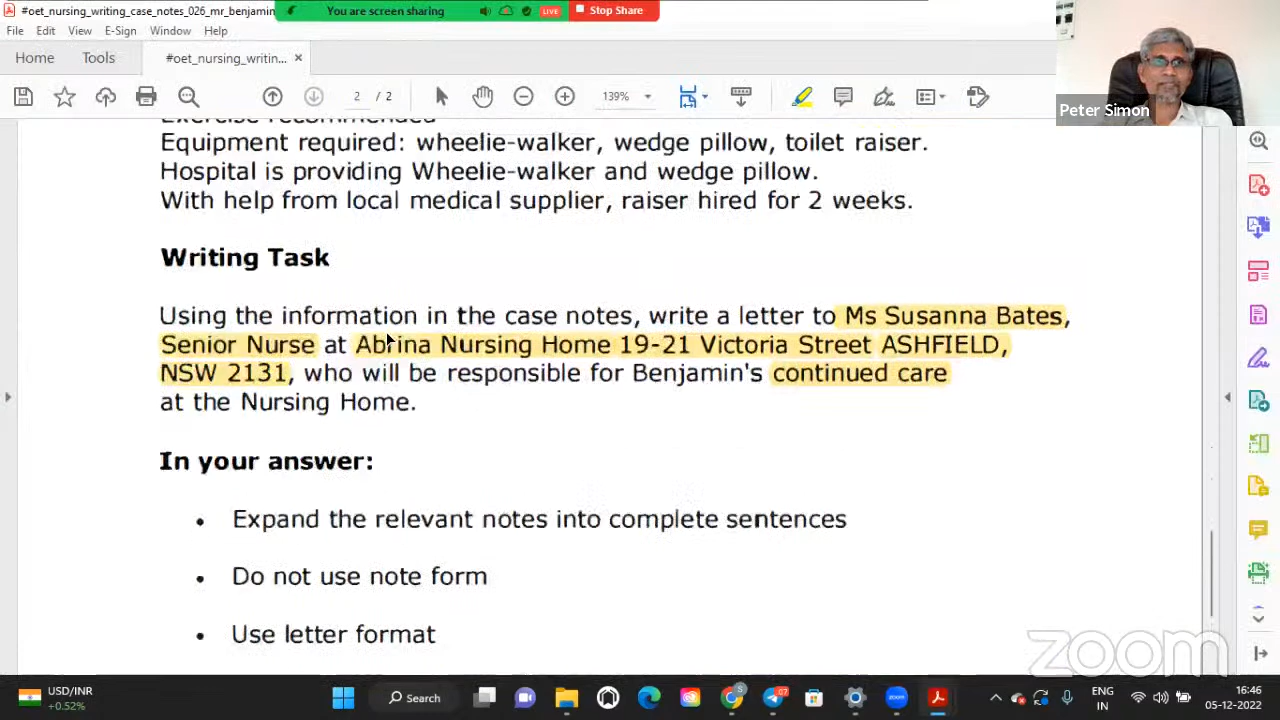 #oet_nursing_writing_case_notes_026_mr_benjamin
You are screen sharing
LIVE
Stop Share
File Edit View E-Sign Window Help
Home Tools #oet_nursing_writin... ×
2 / 2 139%
Peter Simon
Exercise recommended
Equipment required: wheelie-walker, wedge pillow, toilet raiser.
Hospital is providing Wheelie-walker and wedge pillow.
With help from local medical supplier, raiser hired for 2 weeks.
Writing Task
Using the information in the case notes, write a letter to Ms Susanna Bates,
Senior Nurse at Abrina Nursing Home 19-21 Victoria Street ASHFIELD,
NSW 2131, who will be responsible for Benjamin's continued care
at the Nursing Home.
In your answer:
• Expand the relevant notes into complete sentences
• Do not use note form
• Use letter format
zoom
USD/INR
+0.52%
Search
S
07
zoom
ENG
IN
16:46
05-12-2022